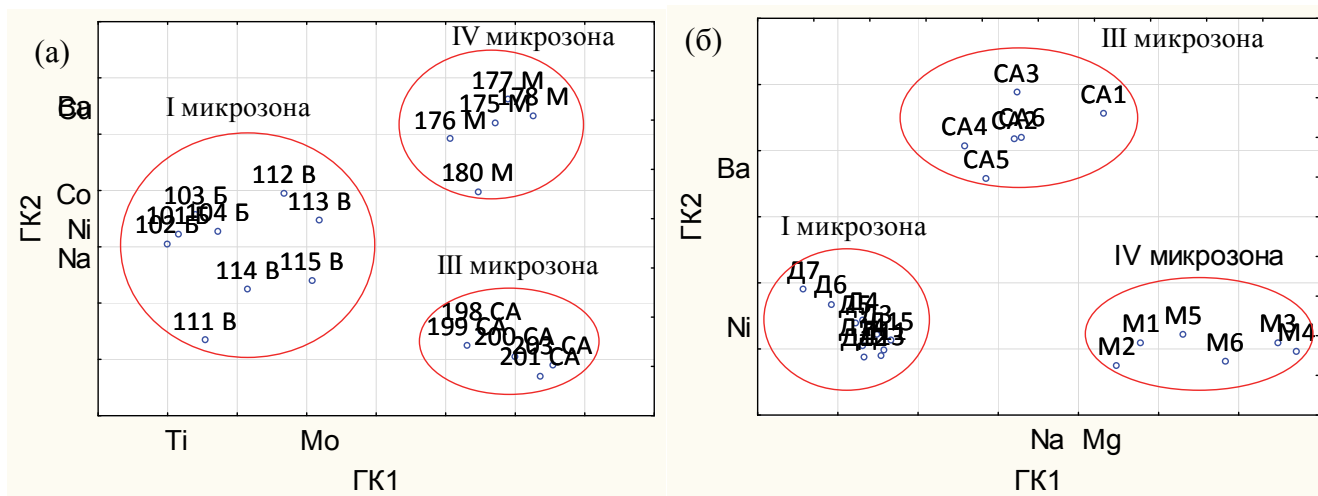 (а)
IV микрозона
177 М
178 М
175 М
176 М
180 М
I микрозона
112 В
103 Б
113 В
104 Б
102 Б
115 В
114 В
111 В
III микрозона
198 СА
199 СА
200 СА
203 СА
201 СА
Ba
Co
Ni
Na
ГК2
Ti Mo
ГК1
(б)
III микрозона
СА3
СА1
СА6
СА2
СА4
СА5
I микрозона
Д7
Д6
Д4
IV микрозона
М5
М1
М3
М4
М2
М6
Ba
Ni
ГК2
Na Mg
ГК1